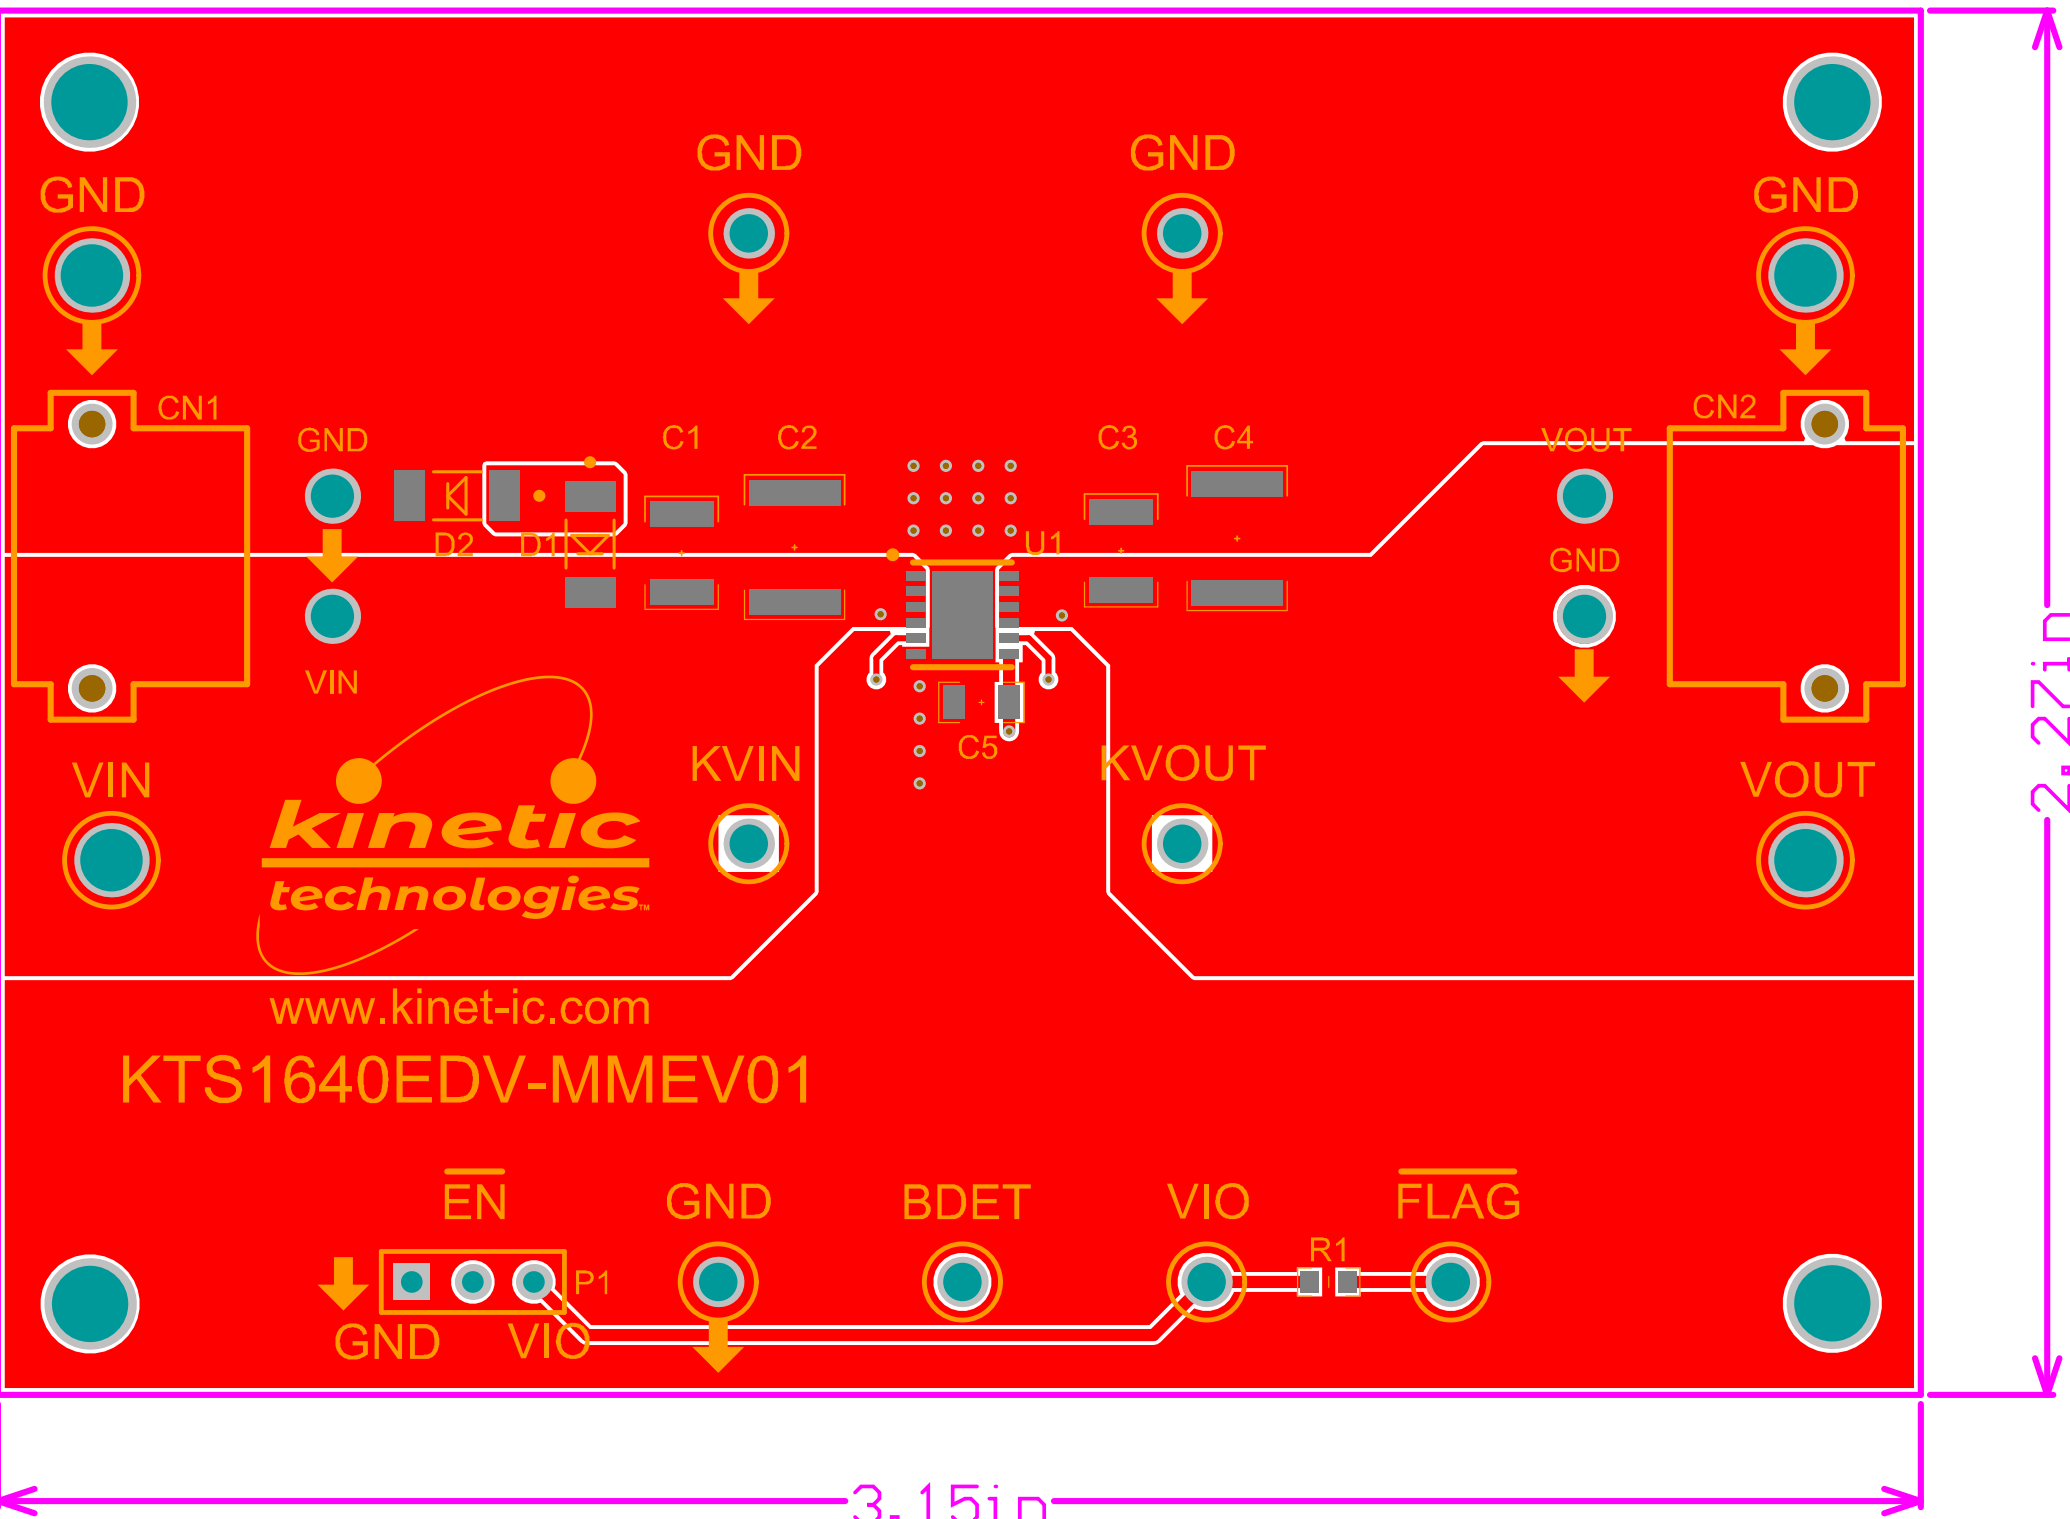 GND
GND
GND
GND
CN1
GND
C1
C2
C3
C4
VOUT
CN2
D2
D1
U1
GND
VIN
C5
VIN
KVIN
KVOUT
VOUT
kinetic
technologies™
www.kinet-ic.com
KTS1640EDV-MMEV01
EN
GND
BDET
VIO
FLAG
R1
P1
GND
VIO
2.27in
3.15in